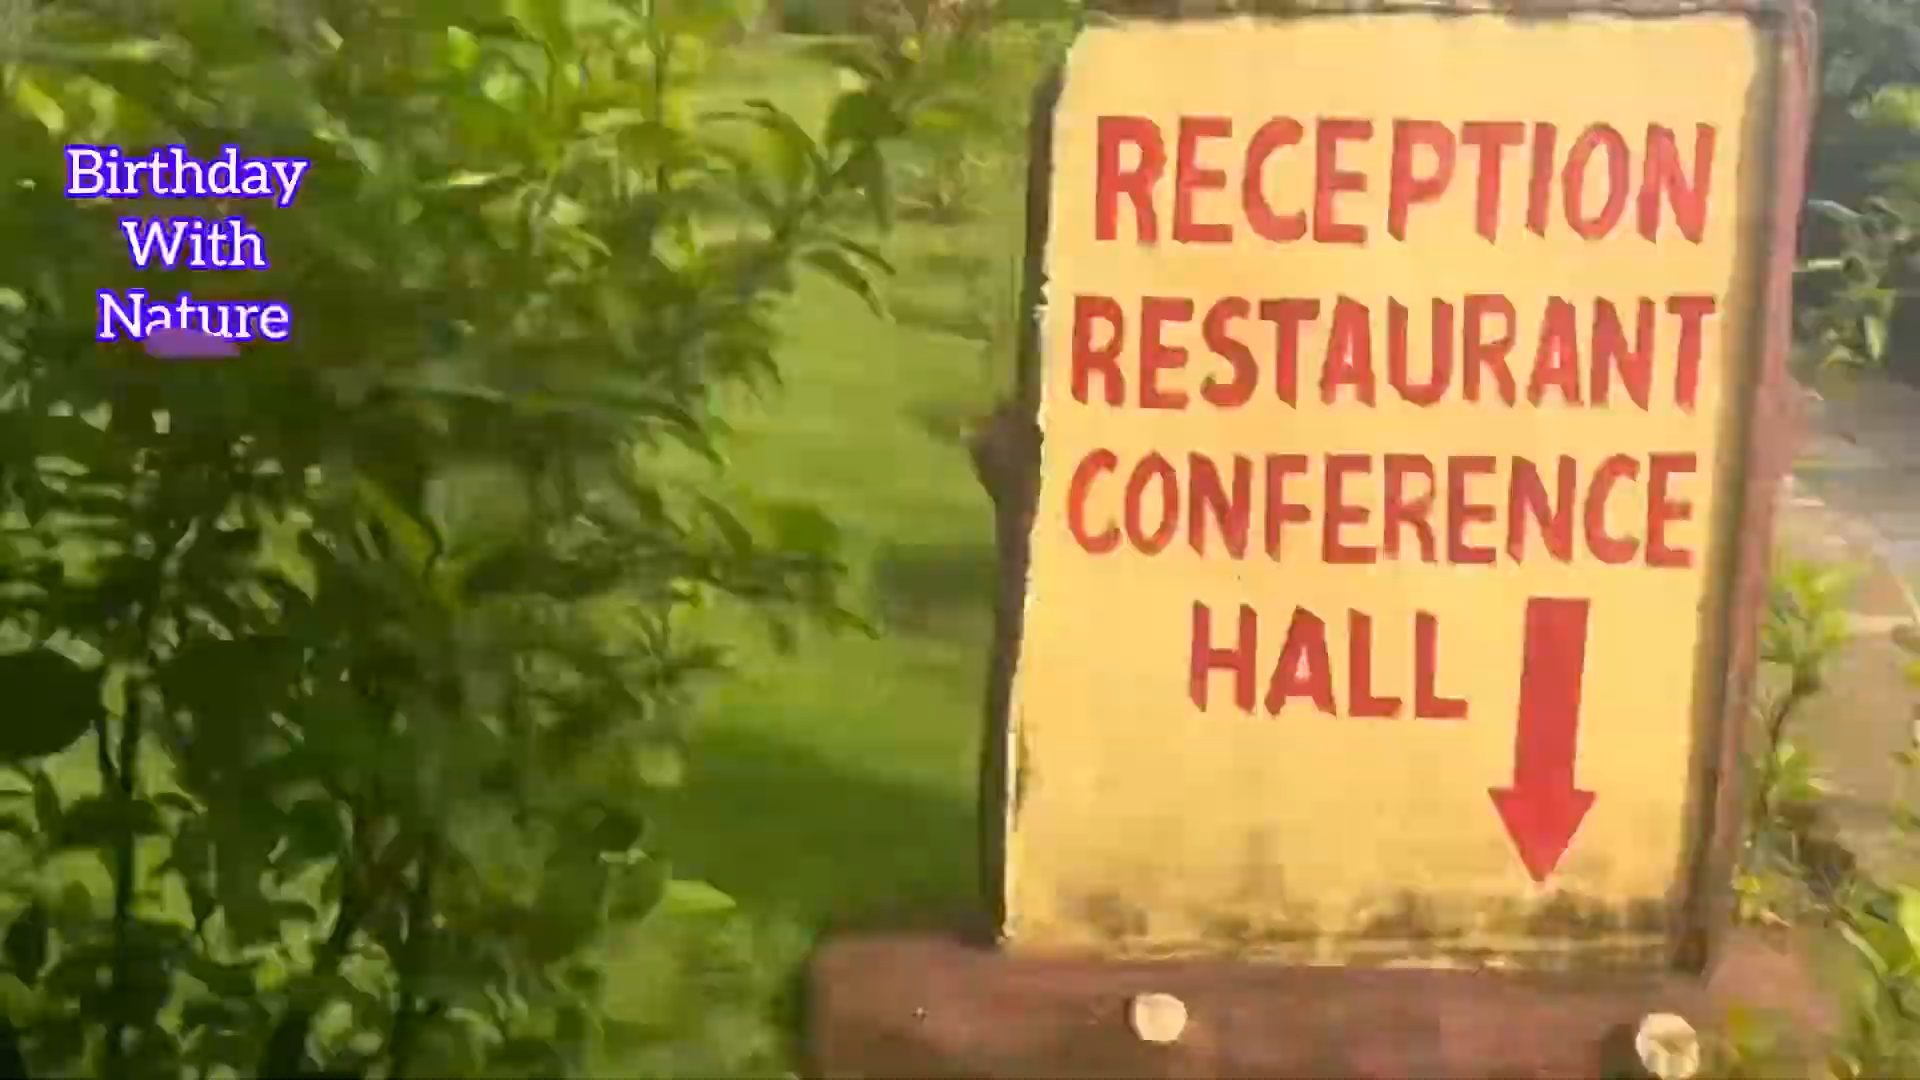 Birthday
With
Nature
RECEPTION
RESTAURANT
CONFERENCE
HALL